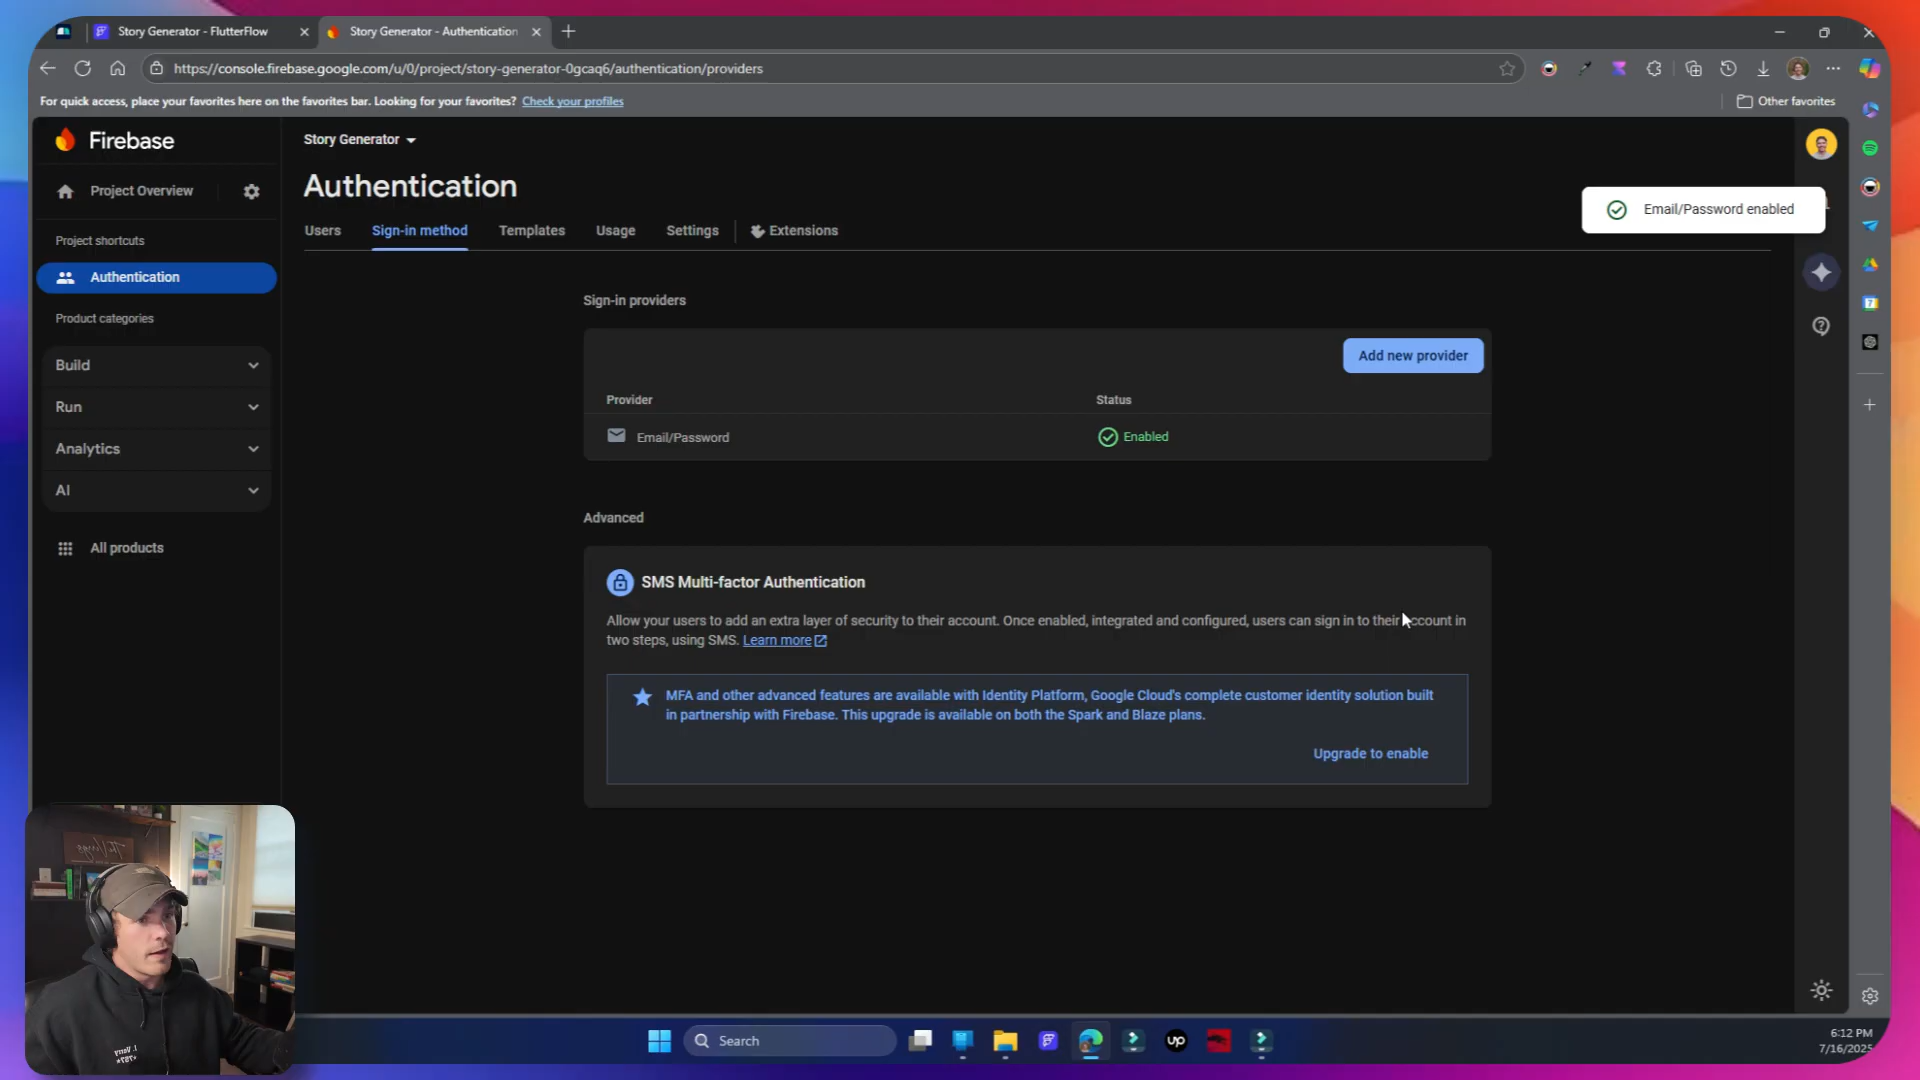 Story Generator - FlutterFlow
Story Generator - Authentication
https://console.firebase.google.com/u/0/project/story-generator-0gcaq6/authentication/providers
For quick access, place your favorites here on the favorites bar. Looking for your favorites? Check your profiles
Other favorites
Firebase
Story Generator
Project Overview
Authentication
Email/Password enabled
Users
Sign-in method
Templates
Usage
Settings
Extensions
Project shortcuts
Authentication
Product categories
Build
Run
Analytics
AI
All products
Sign-in providers
Add new provider
Provider
Status
Email/Password
Enabled
Advanced
SMS Multi-factor Authentication
Allow your users to add an extra layer of security to their account. Once enabled, integrated and configured, users can sign in to their account in
two steps, using SMS. Learn more
MFA and other advanced features are available with Identity Platform, Google Cloud's complete customer identity solution built
in partnership with Firebase. This upgrade is available on both the Spark and Blaze plans.
Upgrade to enable
Search
up
6:12 PM
7/16/2025